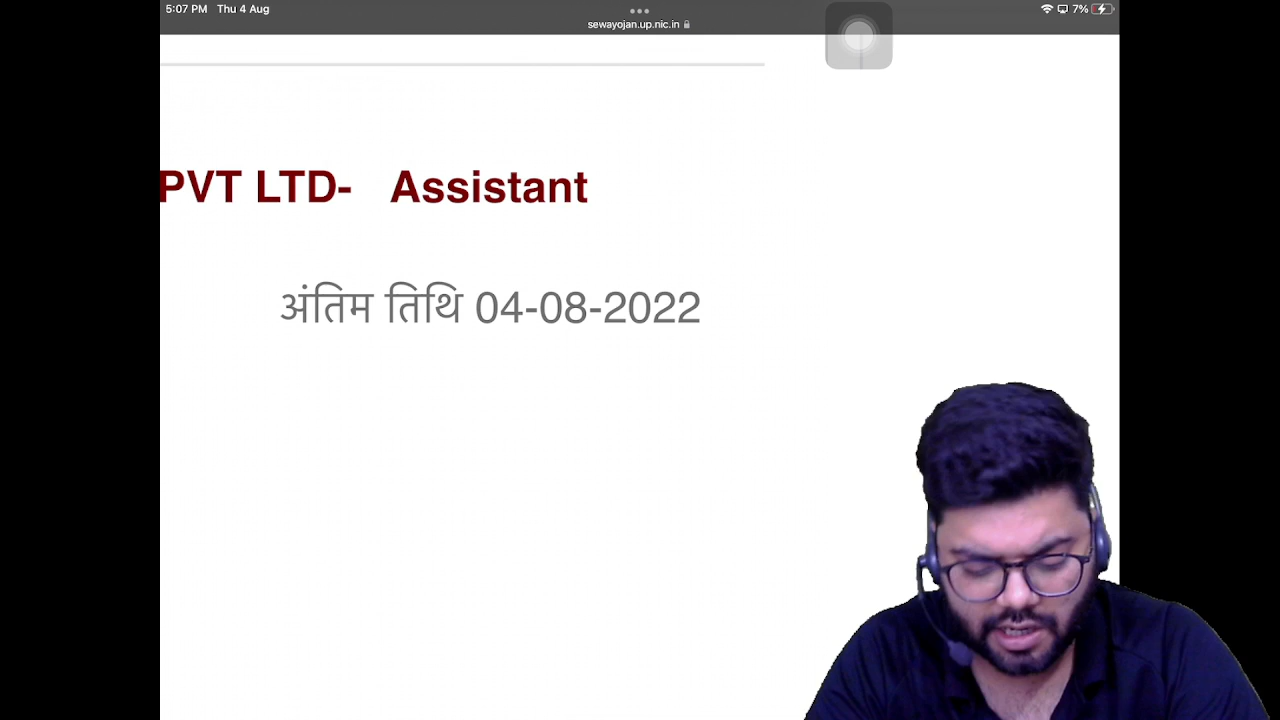 5:07 PM Thu 4 Aug
7%
sewayojan.up.nic.in
PVT LTD- Assistant
अंतिम तिथि 04-08-2022